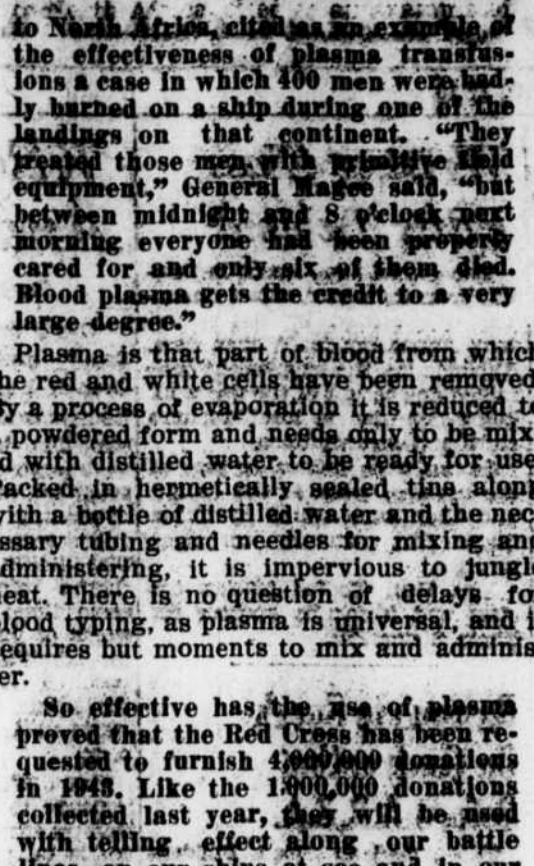 to North Africa, cited as an example of
the effectiveness of plasma transfus-
ions a case in which 400 men were bad-
ly burned on a ship during one of the
landings on that continent. "They
treated those men with primitive field
equipment," General Magee said, "but
between midnight and 8 o'clock next
morning everyone had been properly
cared for and only six of them died.
Blood plasma gets the credit to a very
large degree."
Plasma is that part of blood from which
he red and white cells have been removed
y a process of evaporation it is reduced to
powdered form and needs only to be mix
d with distilled water to be ready for use
acked in hermetically sealed tins along
ith a bottle of distilled water and the nec
ssary tubing and needles for mixing and
dministering, it is impervious to jungle
eat. There is no question of delays fo
lood typing, as plasma is universal, and i
equires but moments to mix and adminis
er.
So effective has the use of plasma
proved that the Red Cross has been re-
quested to furnish 4,000,000 donations
in 1943. Like the 1,000,000 donations
collected last year, they will be used
with telling effect along our battle